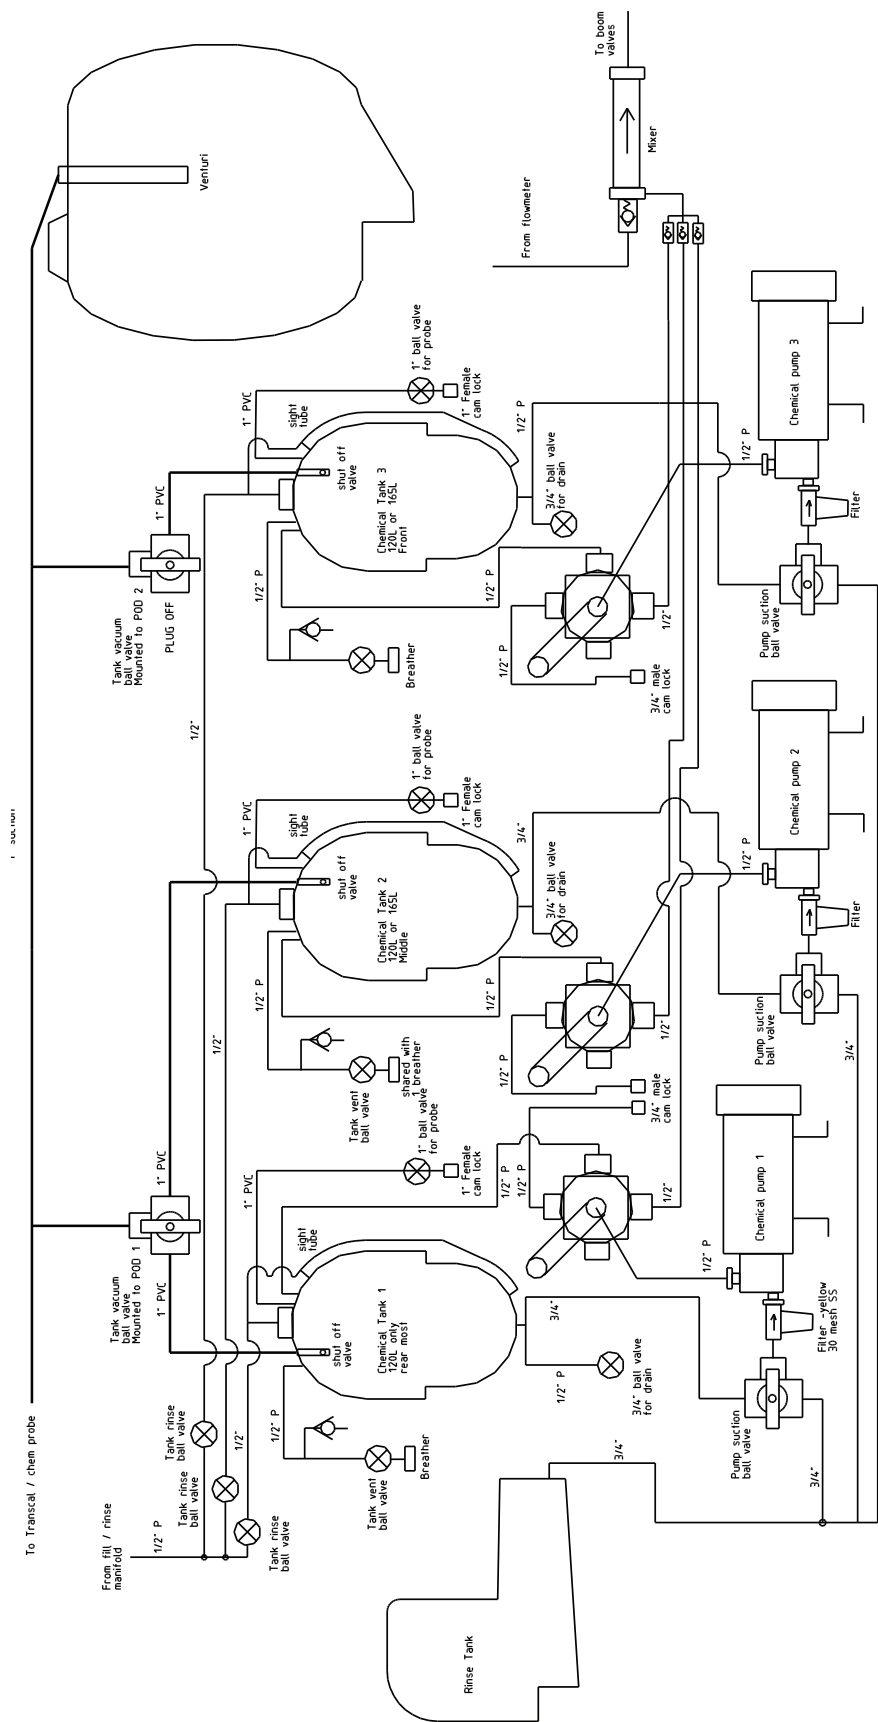 1" suction
To Transcal / chem probe
From fill / rinse
manifold
1/2" P
Tank rinse
ball valve
Tank rinse
ball valve
Tank rinse
ball valve
Tank vacuum
ball valve
Mounted to POD 1
1" PVC
1" PVC
Tank vacuum
ball valve
Mounted to POD 2
PLUG OFF
1" PVC
Venturi
1/2"
1/2"
1/2"
1/2" P
1" PVC
sight
tube
shut off
valve
Chemical Tank 1
120L only
rear most
Tank vent
ball valve
Breather
1" ball valve
for probe
1" Female
cam lock
1/2" P
1" PVC
sight
tube
shut off
valve
Chemical Tank 2
120L or 165L
Middle
Tank vent
ball valve
shared with
1 breather
1" ball valve
for probe
1" Female
cam lock
1/2" P
1" PVC
sight
tube
shut off
valve
Chemical Tank 3
120L or 165L
Front
Breather
1" ball valve
for probe
1" Female
cam lock
Rinse Tank
3/4"
3/4"
1/2" P
3/4" ball valve
for drain
1/2" P
1/2" P
1/2"
3/4" male
cam lock
1/2" P
1/2" P
1/2"
3/4"
3/4" ball valve
for drain
3/4" male
cam lock
1/2" P
1/2" P
1/2"
1/2" P
3/4" ball valve
for drain
From flowmeter
Mixer
To boom
valves
Pump suction
ball valve
3/4"
Filter -yellow
30 mesh SS
1/2" P
Chemical pump 1
Pump suction
ball valve
3/4"
Filter
1/2" P
Chemical pump 2
Pump suction
ball valve
Filter
1/2" P
Chemical pump 3